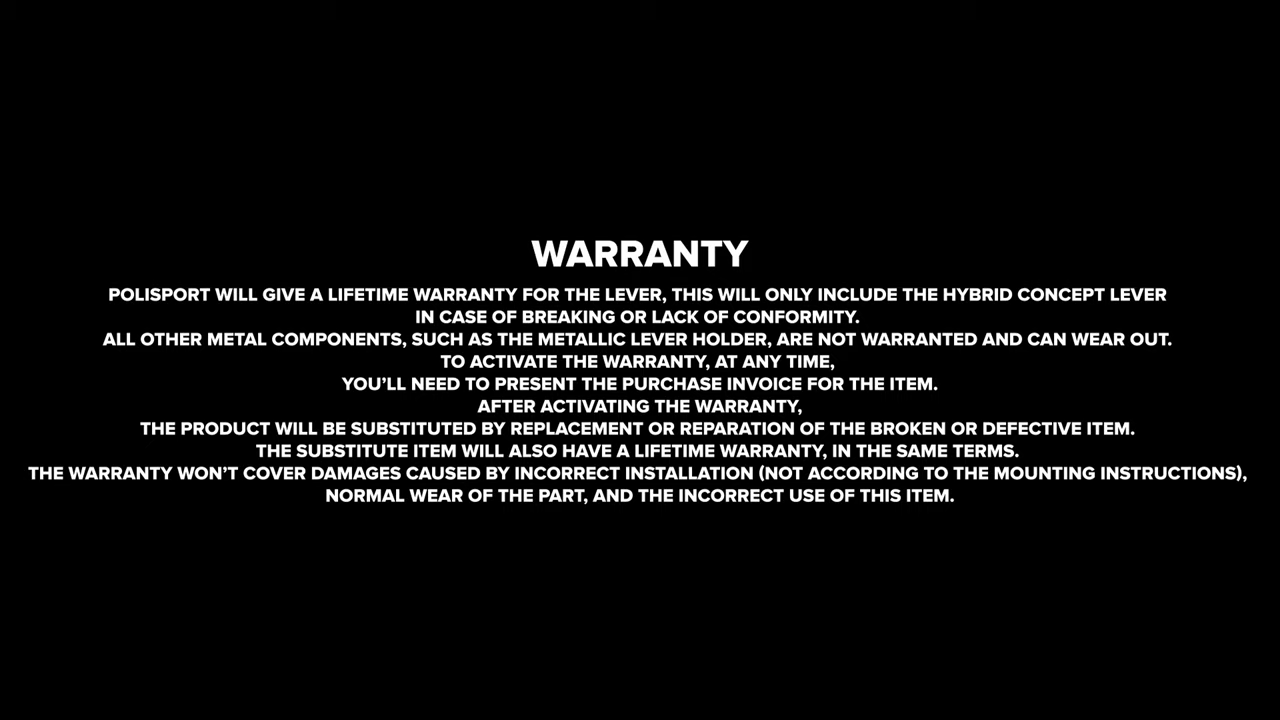 WARRANTY
POLISPORT WILL GIVE A LIFETIME WARRANTY FOR THE LEVER, THIS WILL ONLY INCLUDE THE HYBRID CONCEPT LEVER
IN CASE OF BREAKING OR LACK OF CONFORMITY.
ALL OTHER METAL COMPONENTS, SUCH AS THE METALLIC LEVER HOLDER, ARE NOT WARRANTED AND CAN WEAR OUT.
TO ACTIVATE THE WARRANTY, AT ANY TIME,
YOU’LL NEED TO PRESENT THE PURCHASE INVOICE FOR THE ITEM.
AFTER ACTIVATING THE WARRANTY,
THE PRODUCT WILL BE SUBSTITUTED BY REPLACEMENT OR REPARATION OF THE BROKEN OR DEFECTIVE ITEM.
THE SUBSTITUTE ITEM WILL ALSO HAVE A LIFETIME WARRANTY, IN THE SAME TERMS.
THE WARRANTY WON’T COVER DAMAGES CAUSED BY INCORRECT INSTALLATION (NOT ACCORDING TO THE MOUNTING INSTRUCTIONS),
NORMAL WEAR OF THE PART, AND THE INCORRECT USE OF THIS ITEM.